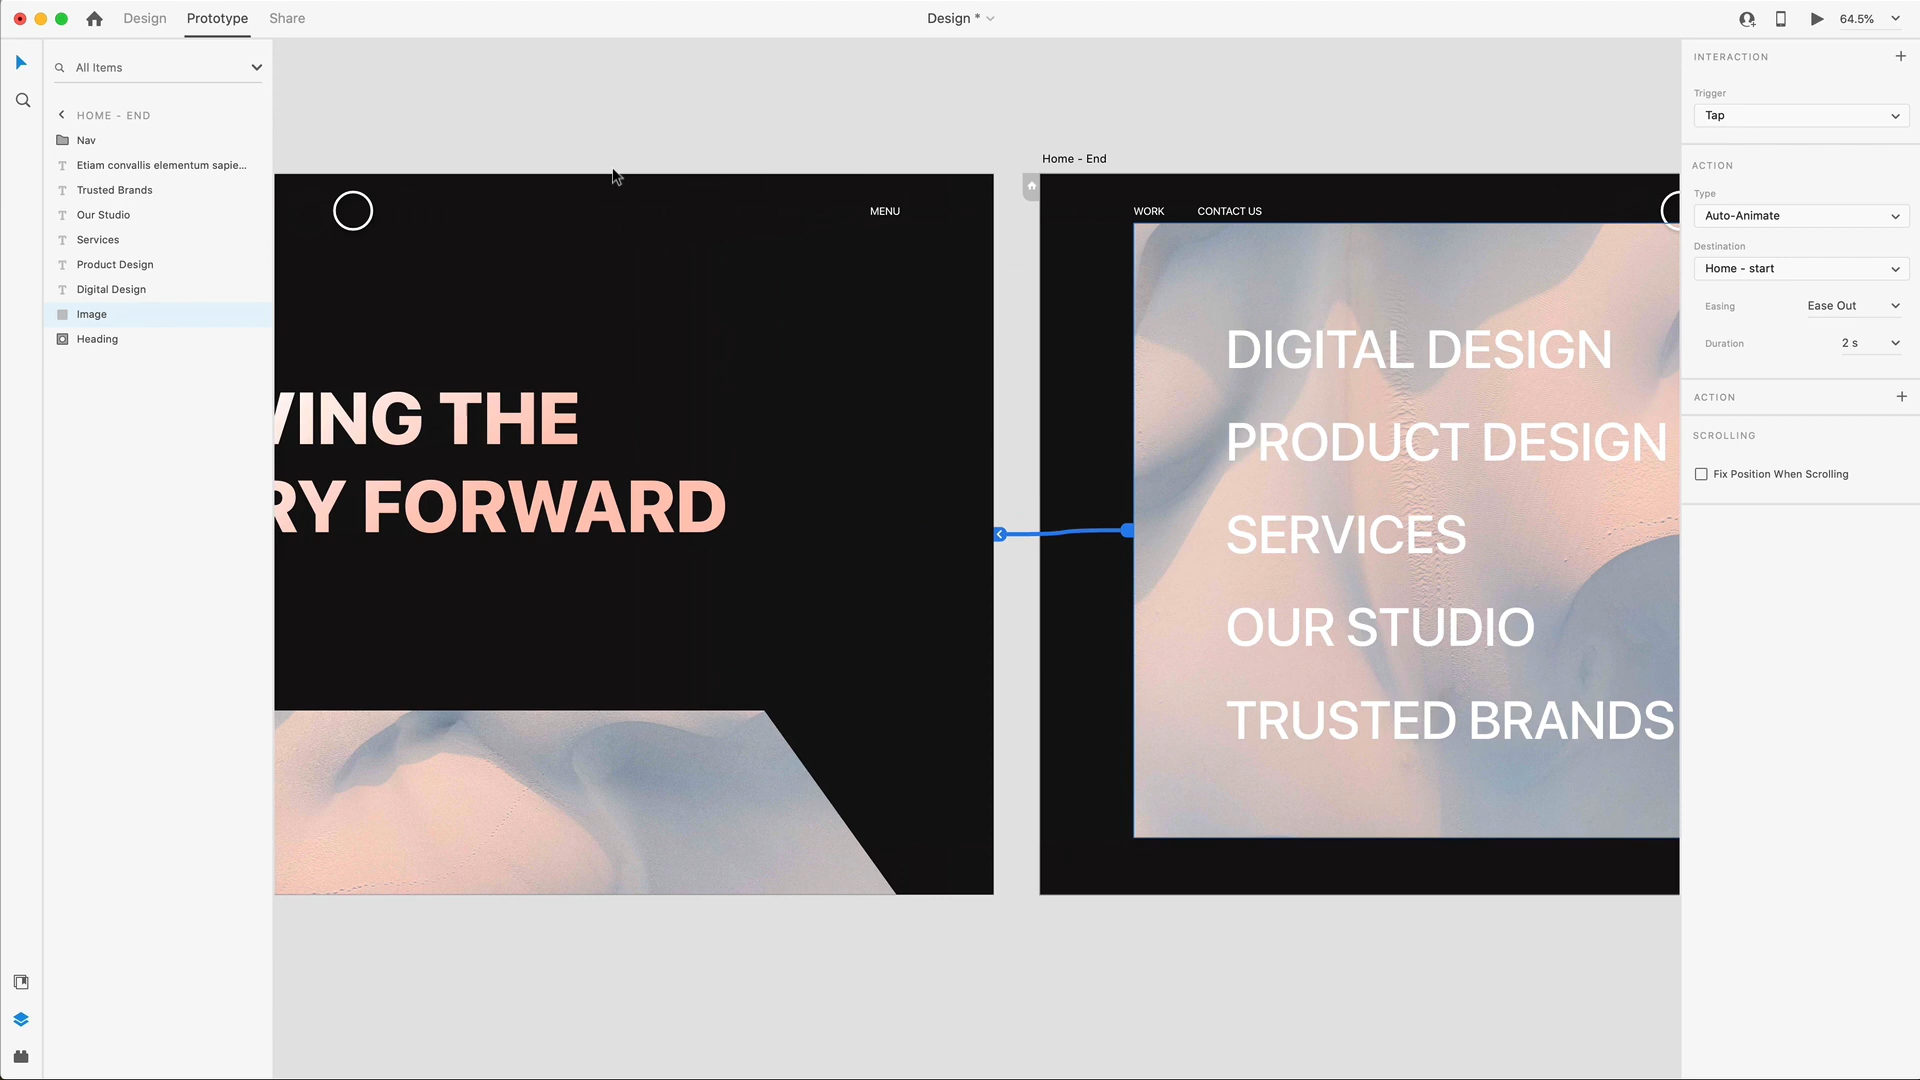 Design
Prototype
Share
Design *
64.5%
All Items
HOME - END
Nav
Etiam convallis elementum sapie...
Trusted Brands
Our Studio
Services
Product Design
Digital Design
Image
Heading
MENU
VING THE
RY FORWARD
Home - End
WORK
CONTACT US
DIGITAL DESIGN
PRODUCT DESIGN
SERVICES
OUR STUDIO
TRUSTED BRANDS
INTERACTION
Trigger
Tap
ACTION
Type
Auto-Animate
Destination
Home - start
Easing
Ease Out
Duration
2 s
ACTION
SCROLLING
Fix Position When Scrolling